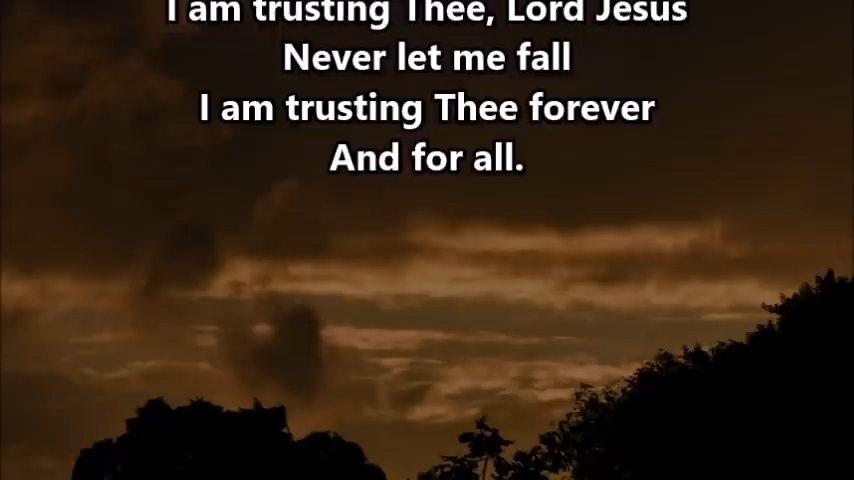 I am trusting Thee, Lord Jesus
Never let me fall
I am trusting Thee forever
And for all.